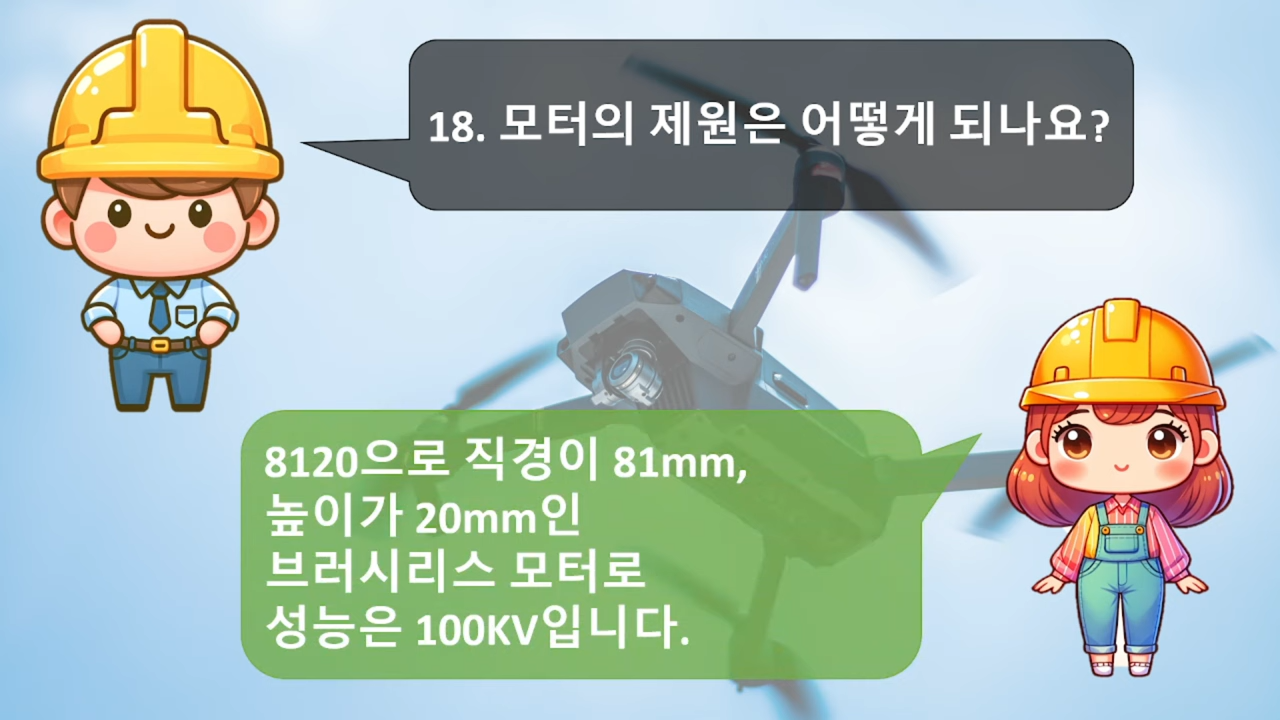 18. 모터의 제원은 어떻게 되나요?
8120으로 직경이 81mm,
높이가 20mm인
브러시리스 모터로
성능은 100KV입니다.